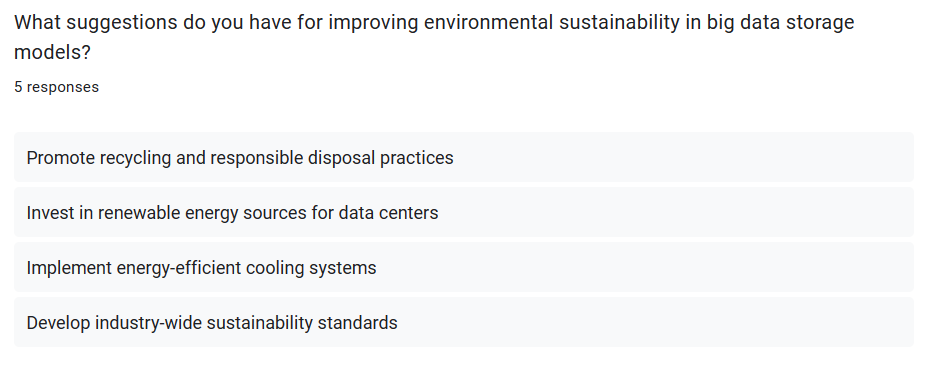 What suggestions do you have for improving environmental sustainability in big data storage
models?
5 responses
Promote recycling and responsible disposal practices
Invest in renewable energy sources for data centers
Implement energy-efficient cooling systems
Develop industry-wide sustainability standards